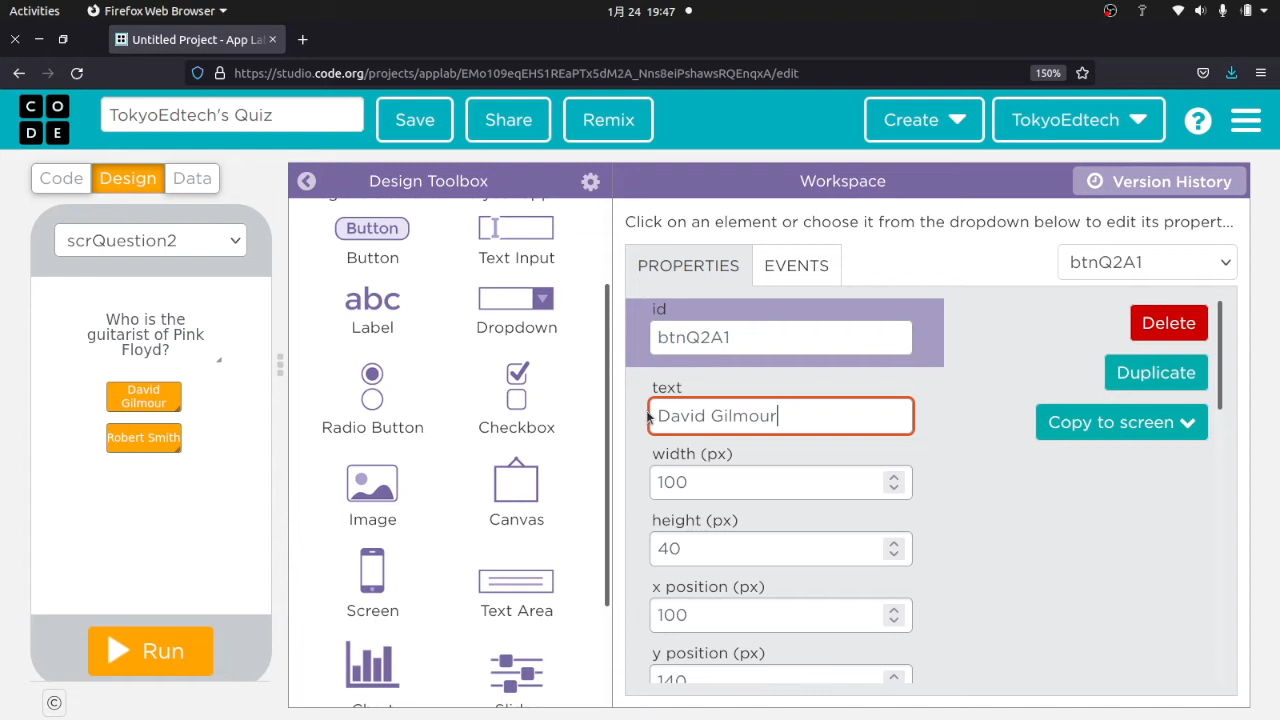 Activities
Firefox Web Browser
1月 24 19:47
Untitled Project - App La
https://studio.code.org/projects/applab/EMo109eqEHS1REaPTx5dM2A_Nns8eiPshawsRQEnqxA/edit
150%
C O
D E
TokyoEdtech's Quiz
Save
Share
Remix
Create
TokyoEdtech
?
Code
Design
Data
Design Toolbox
Workspace
Version History
scrQuestion2
Who is the
guitarist of Pink
Floyd?
David
Gilmour
Robert Smith
Run
©
Button
Button
Text Input
abc
Label
Dropdown
Radio Button
Checkbox
Image
Canvas
Screen
Text Area
Click on an element or choose it from the dropdown below to edit its propert...
PROPERTIES
EVENTS
btnQ2A1
id
btnQ2A1
Delete
text
David Gilmour
Duplicate
Copy to screen
width (px)
100
height (px)
40
x position (px)
100
y position (px)
140